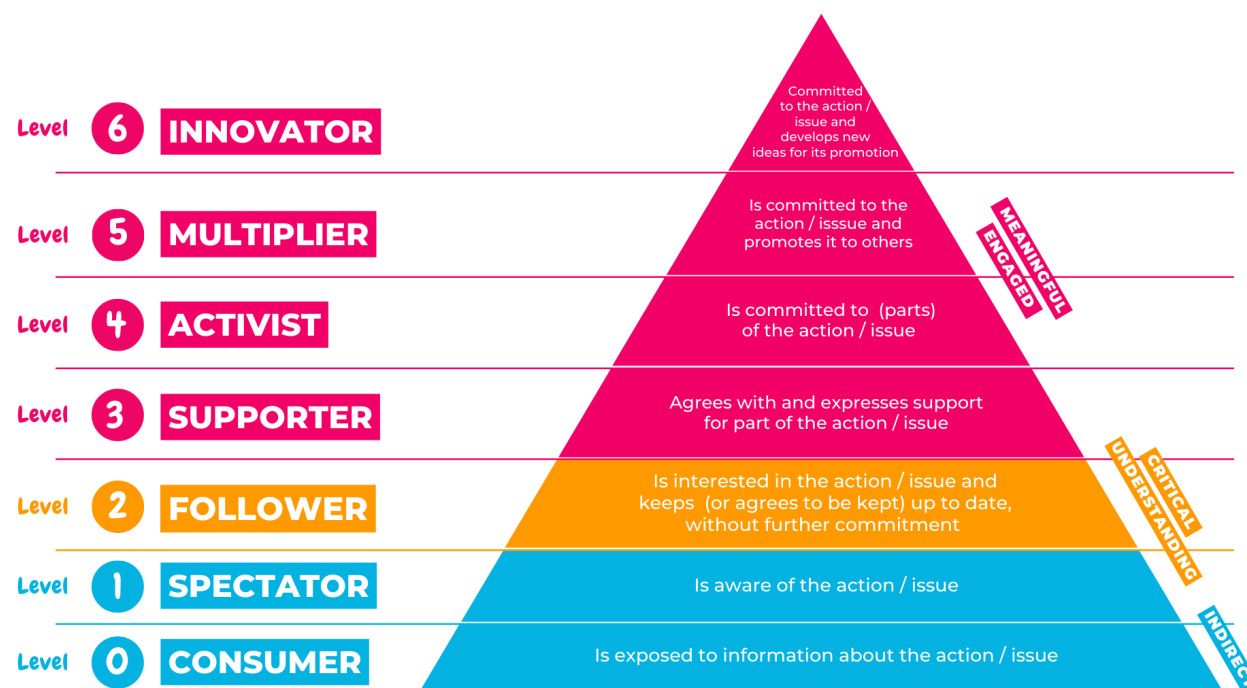 Level 6 INNOVATOR
Committed
to the action /
issue and
develops new
ideas for its promotion
Level 5 MULTIPLIER
Is committed to the
action / isssue and
promotes it to others
MEANINGFUL
ENGAGED
Level 4 ACTIVIST
Is committed to (parts)
of the action / issue
Level 3 SUPPORTER
Agrees with and expresses support
for part of the action / issue
Level 2 FOLLOWER
Is interested in the action / issue and
keeps (or agrees to be kept) up to date,
without further commitment
CRITICAL
UNDERSTANDING
Level 1 SPECTATOR
Is aware of the action / issue
Level 0 CONSUMER
Is exposed to information about the action / issue
INDIRECT